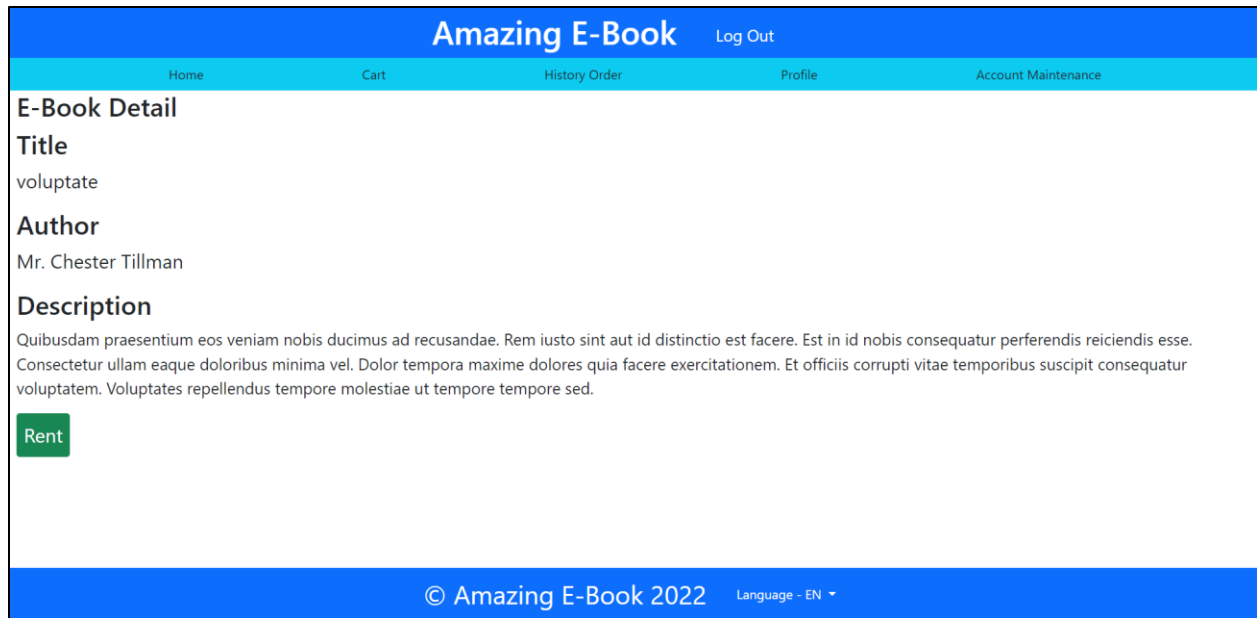 Amazing E-Book Log Out
Home Cart History Order Profile Account Maintenance
E-Book Detail
Title
voluptate
Author
Mr. Chester Tillman
Description
Quibusdam praesentium eos veniam nobis ducimus ad recusandae. Rem iusto sint aut id distinctio est facere. Est in id nobis consequatur perferendis reiciendis esse.
Consectetur ullam eaque doloribus minima vel. Dolor tempora maxime dolores quia facere exercitationem. Et officiis corrupti vitae temporibus suscipit consequatur
voluptatem. Voluptates repellendus tempore molestiae ut tempore tempore sed.
Rent
© Amazing E-Book 2022 Language - EN